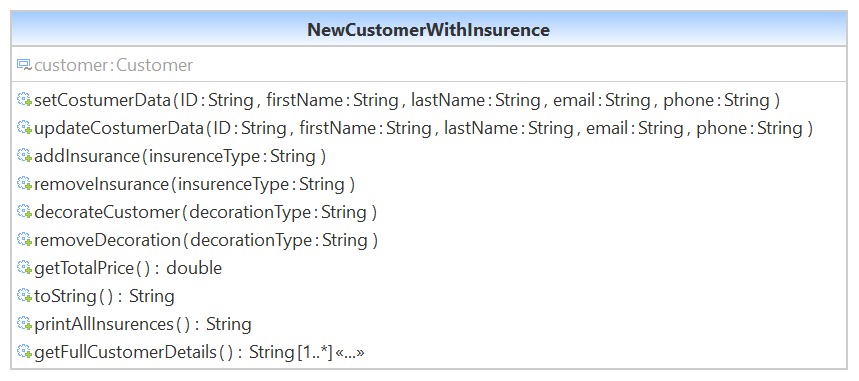 NewCustomerWithInsurence
customer:Customer
setCostumerData(ID:String, firstName:String, lastName:String, email:String, phone:String)
updateCostumerData(ID:String, firstName:String, lastName:String, email:String, phone:String)
addInsurance(insurenceType:String)
removeInsurance(insurenceType:String)
decorateCustomer(decorationType:String)
removeDecoration(decorationType:String)
getTotalPrice(): double
toString(): String
printAllInsurences(): String
getFullCustomerDetails(): String[1..*]«...»